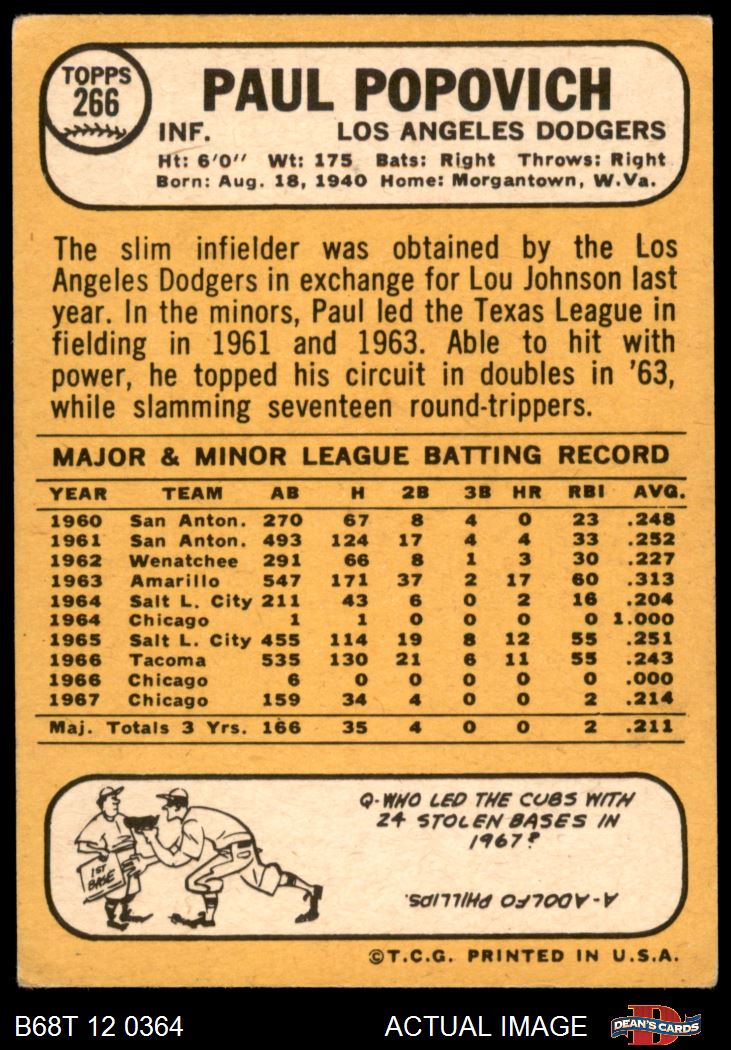 TOPPS
266
PAUL POPOVICH
INF. LOS ANGELES DODGERS
Ht: 6'0" Wt: 175 Bats: Right Throws: Right
Born: Aug. 18, 1940 Home: Morgantown, W.Va.
The slim infielder was obtained by the Los
Angeles Dodgers in exchange for Lou Johnson last
year. In the minors, Paul led the Texas League in
fielding in 1961 and 1963. Able to hit with
power, he topped his circuit in doubles in '63,
while slamming seventeen round-trippers.
MAJOR & MINOR LEAGUE BATTING RECORD
YEAR TEAM AB H 2B 3B HR RBI AVG.
1960 San Anton. 270 67 8 4 0 23 .248
1961 San Anton. 493 124 17 4 4 33 .252
1962 Wenatchee 291 66 8 1 3 30 .227
1963 Amarillo 547 171 37 2 17 60 .313
1964 Salt L. City 211 43 6 0 2 16 .204
1964 Chicago 1 1 0 0 0 0 1.000
1965 Salt L. City 455 114 19 8 12 55 .251
1966 Tacoma 535 130 21 6 11 55 .243
1966 Chicago 6 0 0 0 0 0 .000
1967 Chicago 159 34 4 0 0 2 .214
Maj. Totals 3 Yrs. 166 35 4 0 0 2 .211
1ST
BASE
Q-WHO LED THE CUBS WITH
24 STOLEN BASES IN
1967?
A-ADOLFO PHILLIPS.
©T.C.G. PRINTED IN U.S.A.
B68T 12 0364 ACTUAL IMAGE
D
DEAN'S CARDS